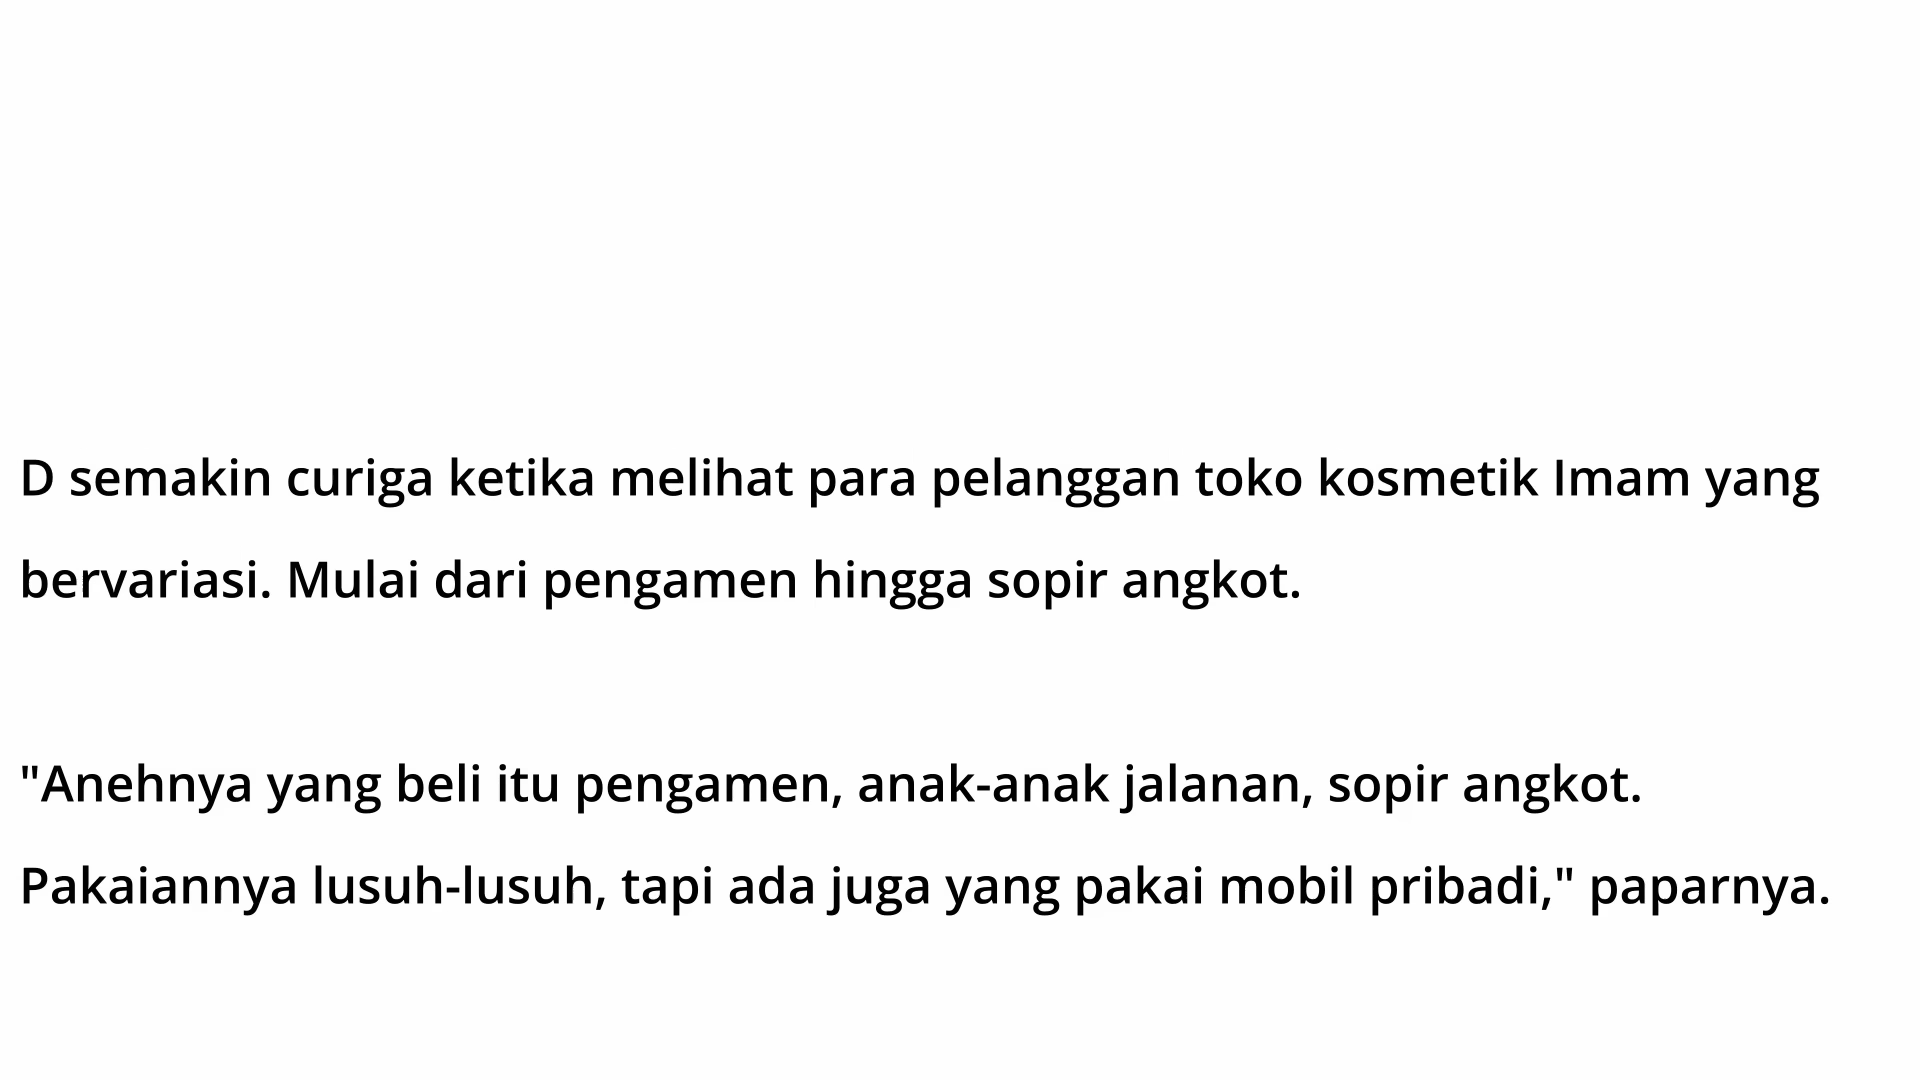 D semakin curiga ketika melihat para pelanggan toko kosmetik Imam yang
bervariasi. Mulai dari pengamen hingga sopir angkot.
"Anehnya yang beli itu pengamen, anak-anak jalanan, sopir angkot.
Pakaiannya lusuh-lusuh, tapi ada juga yang pakai mobil pribadi," paparnya.